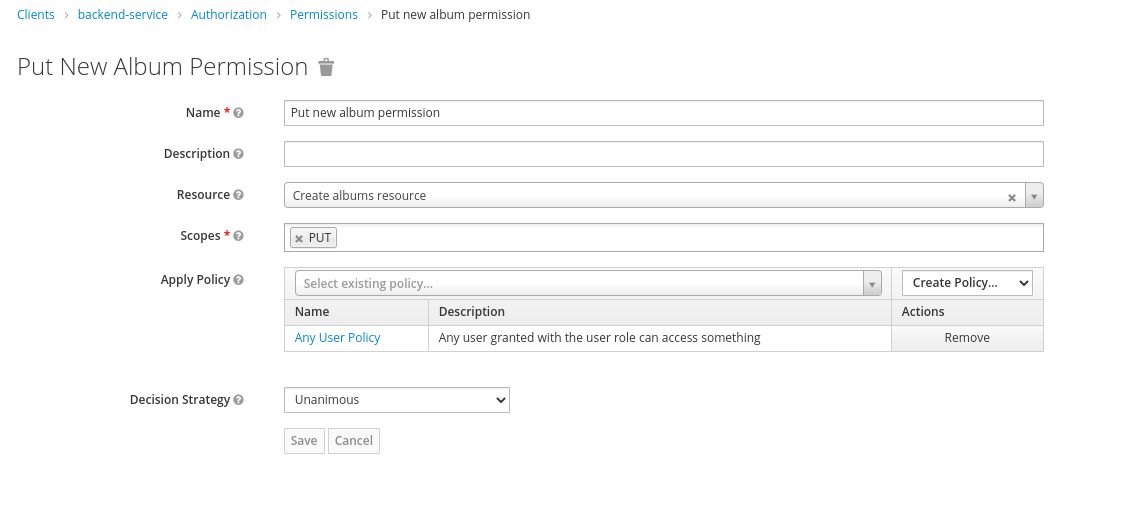 Clients › backend-service › Authorization › Permissions › Put new album permission
Put New Album Permission
Name * Put new album permission
Description
Resource Create albums resource
Scopes * PUT
Apply Policy Select existing policy... Create Policy...
Name Description Actions
Any User Policy Any user granted with the user role can access something Remove
Decision Strategy Unanimous
Save Cancel